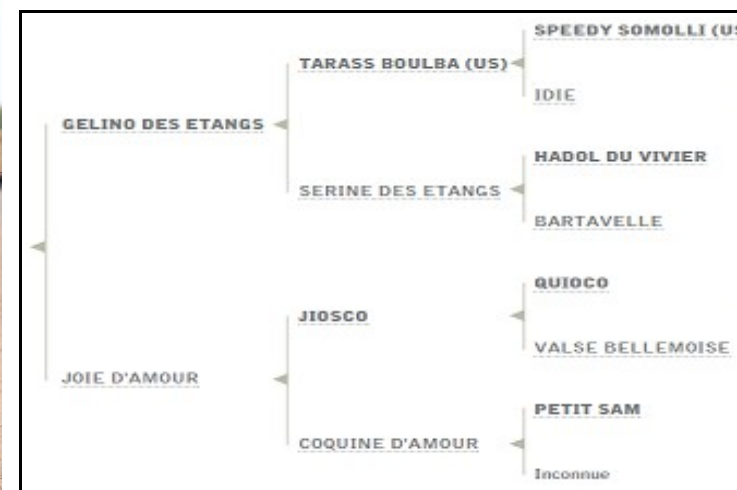 SPEEDY SOMOLLI (US
TARASS BOULBA (US)
IDIE
GELINO DES ETANGS
HADOL DU VIVIER
SERINE DES ETANGS
BARTAVELLE
QUIOCO
JIOSCO
VALSE BELLEMOISE
JOIE D'AMOUR
PETIT SAM
COQUINE D'AMOUR
Inconnue